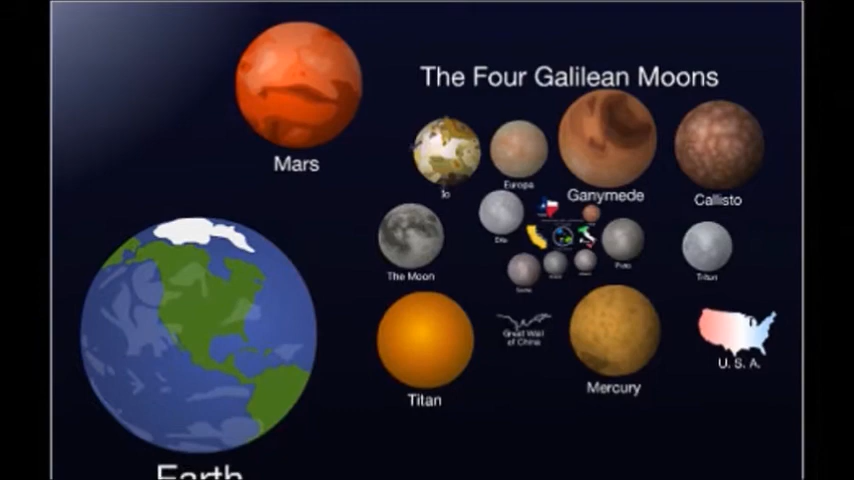 The Four Galilean Moons
Mars
Io
Europa
Ganymede
Callisto
Eris
The Moon
Pluto
Triton
Great Wall
of China
U. S. A.
Mercury
Titan
Earth